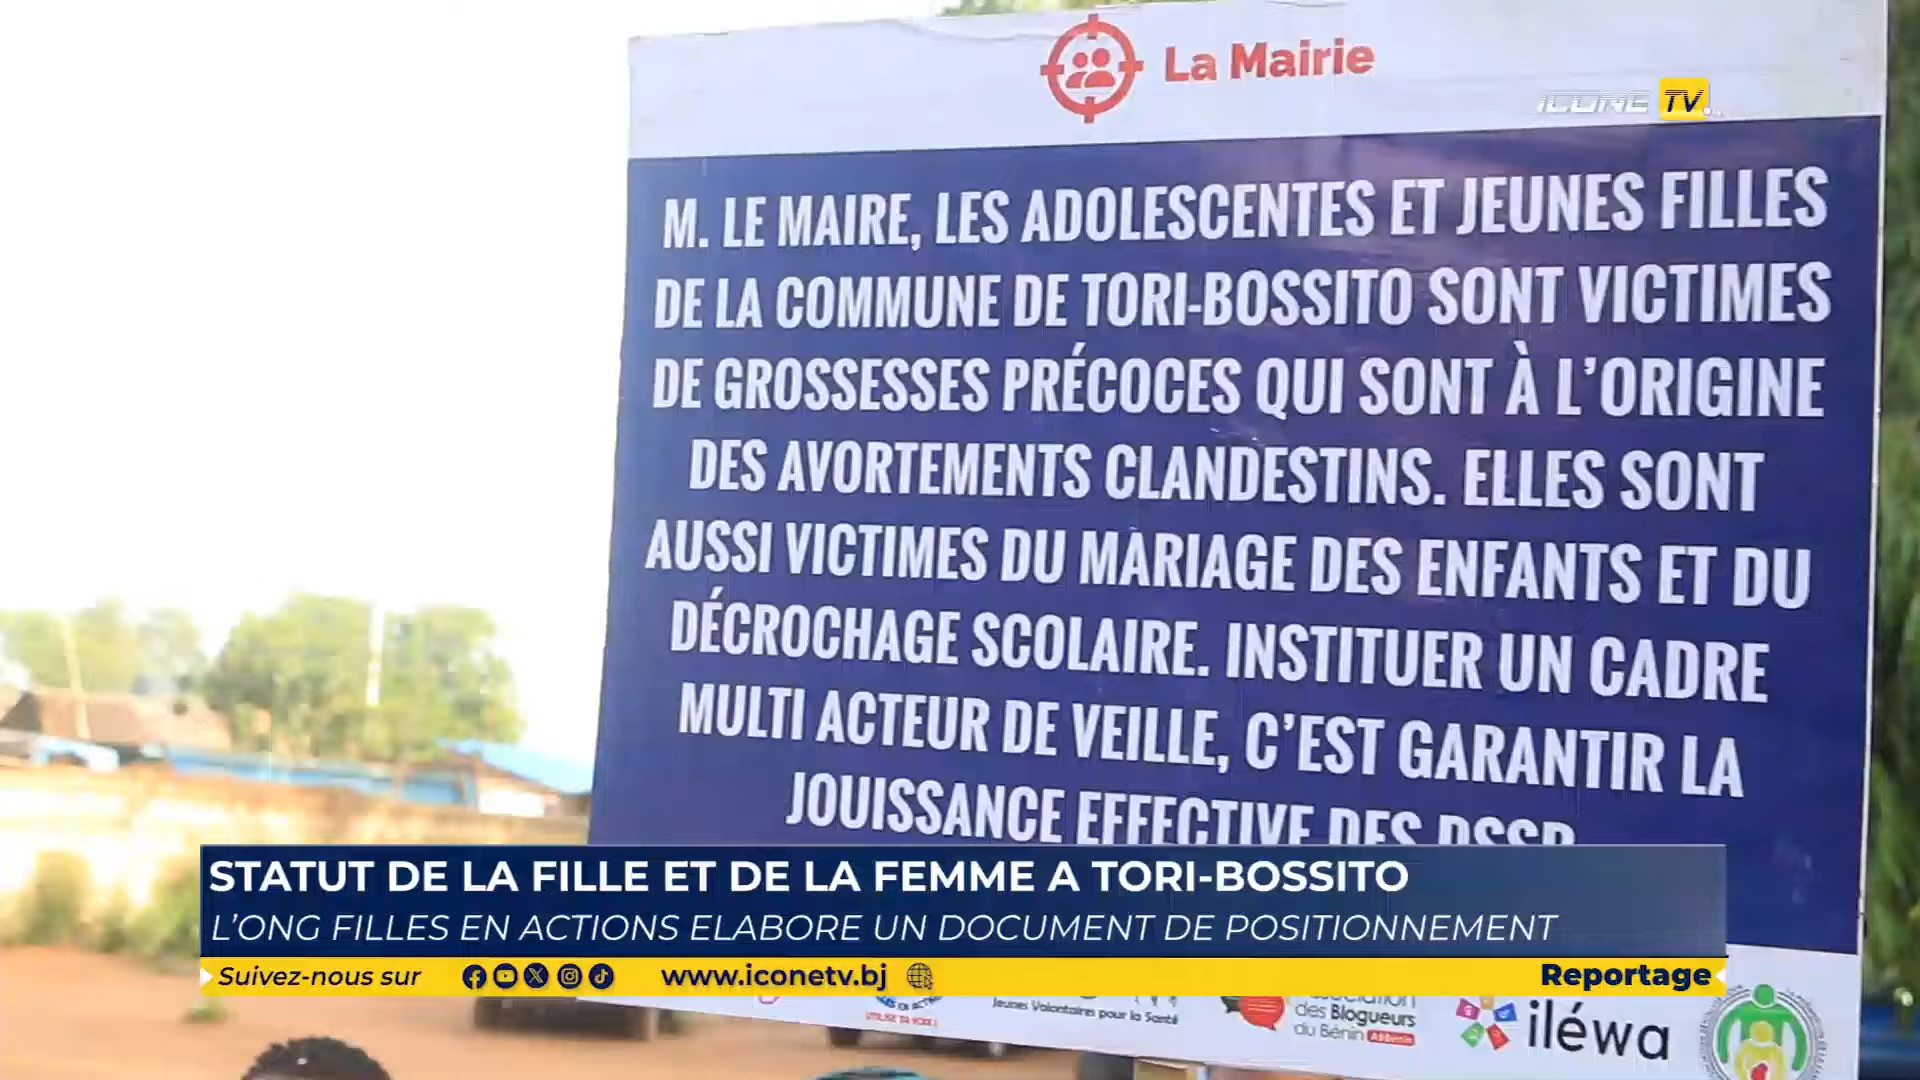 La Mairie
ICONE TV
M. LE MAIRE, LES ADOLESCENTES ET JEUNES FILLES
DE LA COMMUNE DE TORI-BOSSITO SONT VICTIMES
DE GROSSESSES PRÉCOCES QUI SONT À L'ORIGINE
DES AVORTEMENTS CLANDESTINS. ELLES SONT
AUSSI VICTIMES DU MARIAGE DES ENFANTS ET DU
DÉCROCHAGE SCOLAIRE. INSTITUER UN CADRE
MULTI ACTEUR DE VEILLE, C'EST GARANTIR LA
JOUISSANCE EFFECTIVE DES DSSR
STATUT DE LA FILLE ET DE LA FEMME A TORI-BOSSITO
L'ONG FILLES EN ACTIONS ELABORE UN DOCUMENT DE POSITIONNEMENT
Suivez-nous sur www.iconetv.bj Reportage
Jeunes Volontaires pour la Santé
des Blogueurs
du Bénin
iléwa